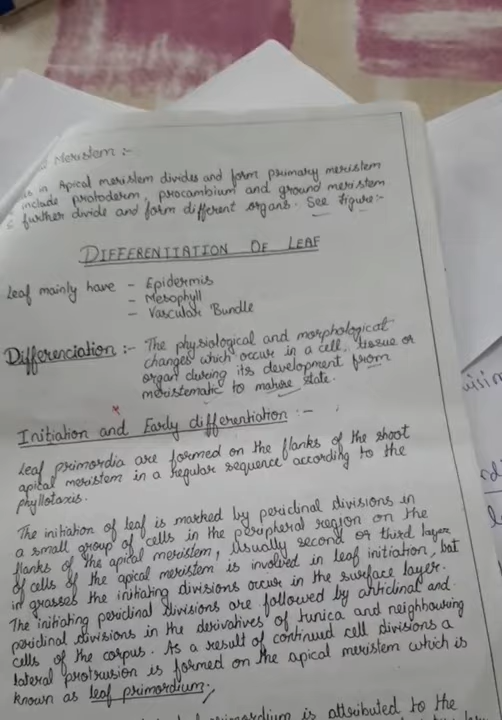 Meristem :-
in Apical meristem divides and form primary meristem
include protoderm, procambium and ground meristem
further divide and form different organs. See Figure:-
DIFFERENTIATION OF LEAF
Leaf mainly have - Epidermis
- Mesophyll
- Vascular Bundle
Differenciation :- The physiological and morphological
changes which occur in a cell, tissue or
organ during its development from
meristematic to mature state.
Initiation and Early differentiation :-
Leaf primordia are formed on the flanks of the shoot
apical meristem in a regular sequence according to the
phyllotaxis.
The initiation of leaf is marked by periclinal divisions in
a small group of cells in the peripheral region on the
flanks of the apical meristem, usually second or third layer
of cells of the apical meristem is involved in leaf initiation, but
in grasses the initiating divisions occur in the surface layer.
The initiating periclinal divisions are followed by anticlinal and
periclinal divisions in the derivatives of tunica and neighbouring
cells of the corpus. As a result of continued cell divisions a
lateral protrusion is formed on the apical meristem which is
known as leaf primordium.
primordium is attributed to the